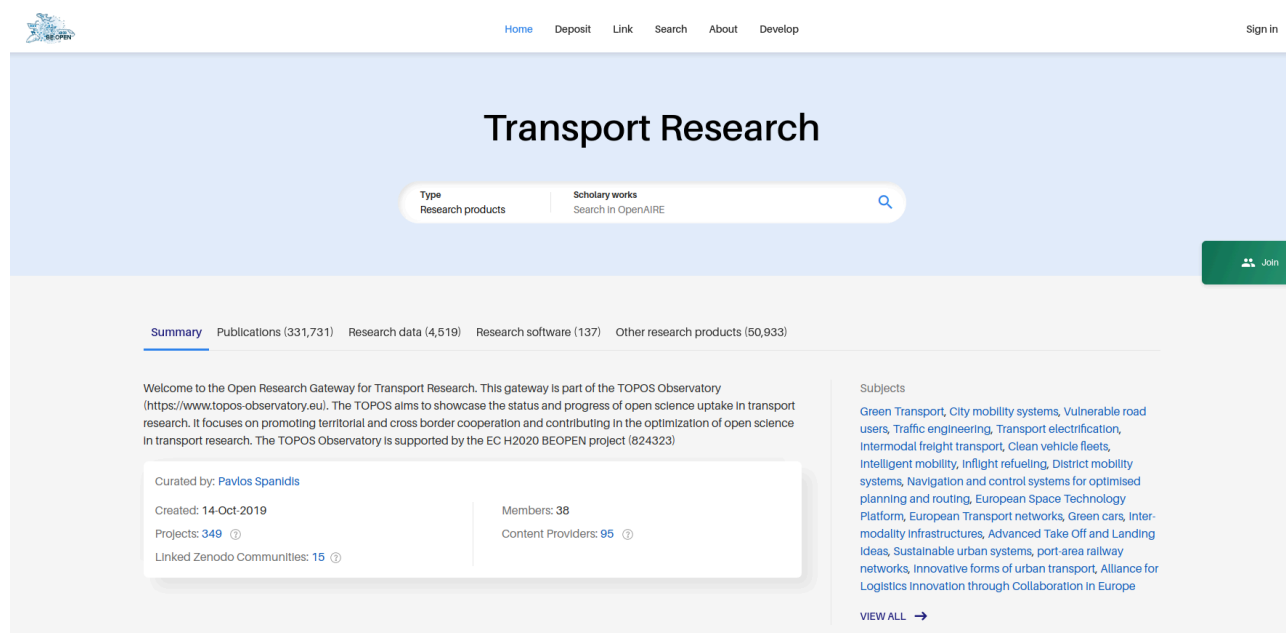 BE OPEN
Home Deposit Link Search About Develop
Sign in
Transport Research
Type
Research products
Scholary works
Search in OpenAIRE
Join
Summary Publications (331,731) Research data (4,519) Research software (137) Other research products (50,933)
Welcome to the Open Research Gateway for Transport Research. This gateway is part of the TOPOS Observatory
(https://www.topos-observatory.eu). The TOPOS aims to showcase the status and progress of open science uptake in transport
research. It focuses on promoting territorial and cross border cooperation and contributing in the optimization of open science
in transport research. The TOPOS Observatory is supported by the EC H2020 BEOPEN project (824323)
Curated by: Pavlos Spanidis
Created: 14-Oct-2019
Projects: 349 ?
Linked Zenodo Communities: 15 ?
Members: 38
Content Providers: 95 ?
Subjects
Green Transport, City mobility systems, Vulnerable road
users, Traffic engineering, Transport electrification,
Intermodal freight transport, Clean vehicle fleets,
Intelligent mobility, Inflight refueling, District mobility
systems, Navigation and control systems for optimised
planning and routing, European Space Technology
Platform, European Transport networks, Green cars, Inter-
modality Infrastructures, Advanced Take Off and Landing
Ideas, Sustainable urban systems, port-area railway
networks, Innovative forms of urban transport, Alliance for
Logistics Innovation through Collaboration in Europe
VIEW ALL →